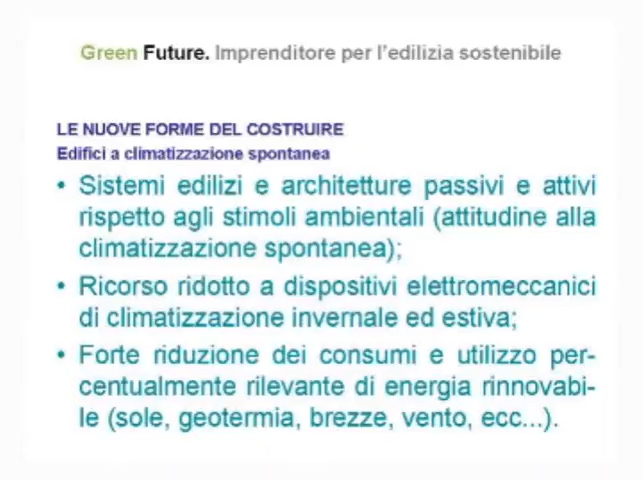 Green Future. Imprenditore per l'edilizia sostenibile
LE NUOVE FORME DEL COSTRUIRE
Edifici a climatizzazione spontanea
• Sistemi edilizi e architetture passivi e attivi
rispetto agli stimoli ambientali (attitudine alla
climatizzazione spontanea);
• Ricorso ridotto a dispositivi elettromeccanici
di climatizzazione invernale ed estiva;
• Forte riduzione dei consumi e utilizzo per-
centualmente rilevante di energia rinnovabi-
le (sole, geotermia, brezze, vento, ecc...).